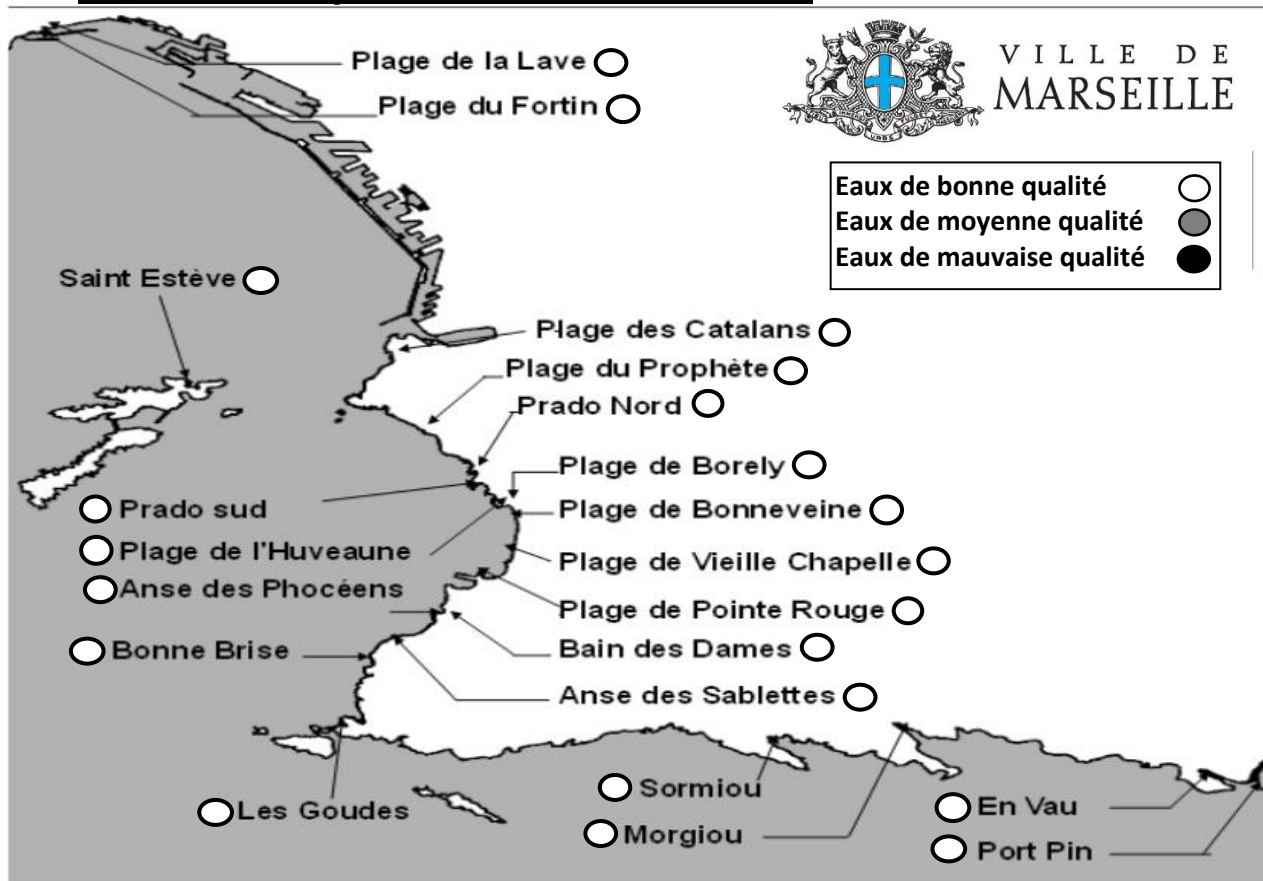 Plage de la Lave
Plage du Fortin
VILLE DE
MARSEILLE
Eaux de bonne qualité
Eaux de moyenne qualité
Eaux de mauvaise qualité
Saint Estève
Plage des Catalans
Plage du Prophète
Prado Nord
Plage de Borely
Prado sud
Plage de Bonneveine
Plage de l'Huveaune
Plage de Vieille Chapelle
Anse des Phocéens
Plage de Pointe Rouge
Bonne Brise
Bain des Dames
Anse des Sablettes
Sormiou
Les Goudes
En Vau
Morgiou
Port Pin